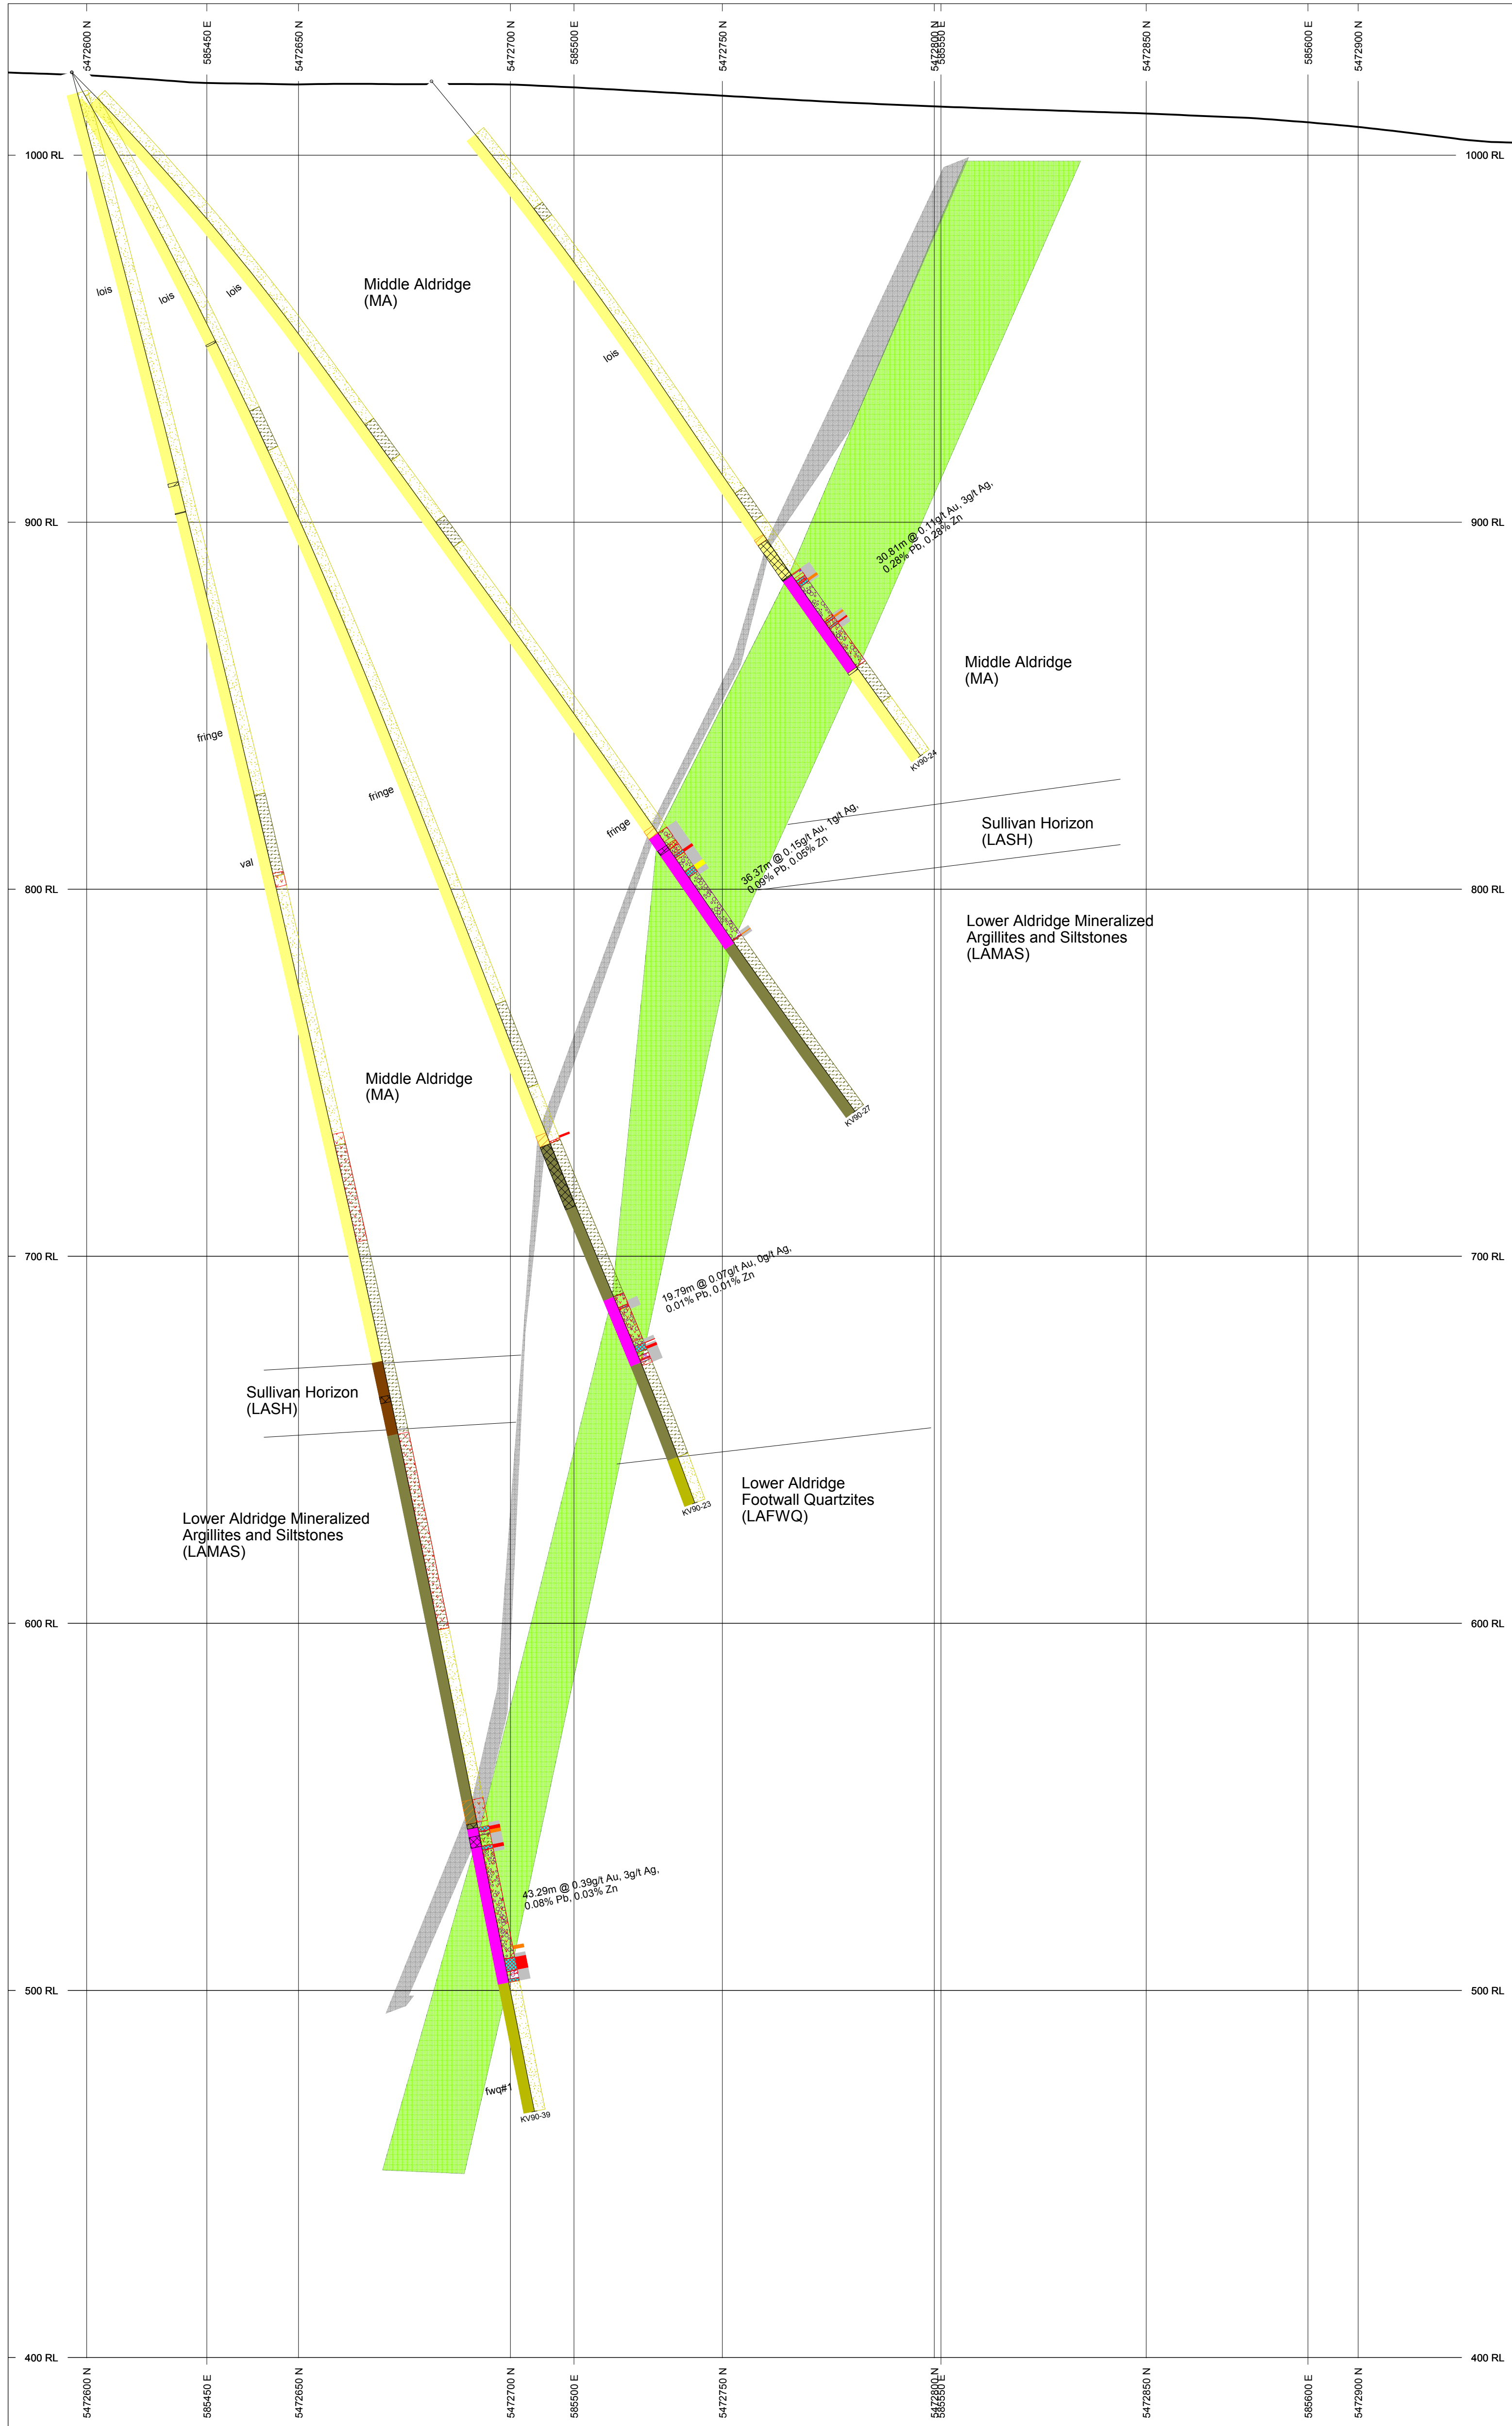 5472600 N
585450 E
5472650 N
5472700 N
585500 E
5472750 N
5472800 N
585550 E
5472850 N
585600 E
5472900 N
1000 RL
1000 RL
lois
lois
lois
Middle Aldridge
(MA)
lois
900 RL
900 RL
30.81m @ 0.11g/t Au, 3g/t Ag,
0.28% Pb, 0.28% Zn
Middle Aldridge
(MA)
fringe
KV90-24
fringe
fringe
Sullivan Horizon
(LASH)
val
36.37m @ 0.15g/t Au, 1g/t Ag,
0.09% Pb, 0.05% Zn
800 RL
800 RL
Lower Aldridge Mineralized
Argillites and Siltstones
(LAMAS)
Middle Aldridge
(MA)
KV90-27
700 RL
700 RL
19.79m @ 0.07g/t Au, 0g/t Ag,
0.01% Pb, 0.01% Zn
Sullivan Horizon
(LASH)
Lower Aldridge
Footwall Quartzites
(LAFWQ)
KV90-23
Lower Aldridge Mineralized
Argillites and Siltstones
(LAMAS)
600 RL
600 RL
43.29m @ 0.39g/t Au, 3g/t Ag,
0.08% Pb, 0.03% Zn
500 RL
500 RL
fwq#1
KV90-39
400 RL
400 RL
5472600 N
585450 E
5472650 N
5472700 N
585500 E
5472750 N
5472800 N
585550 E
5472850 N
585600 E
5472900 N